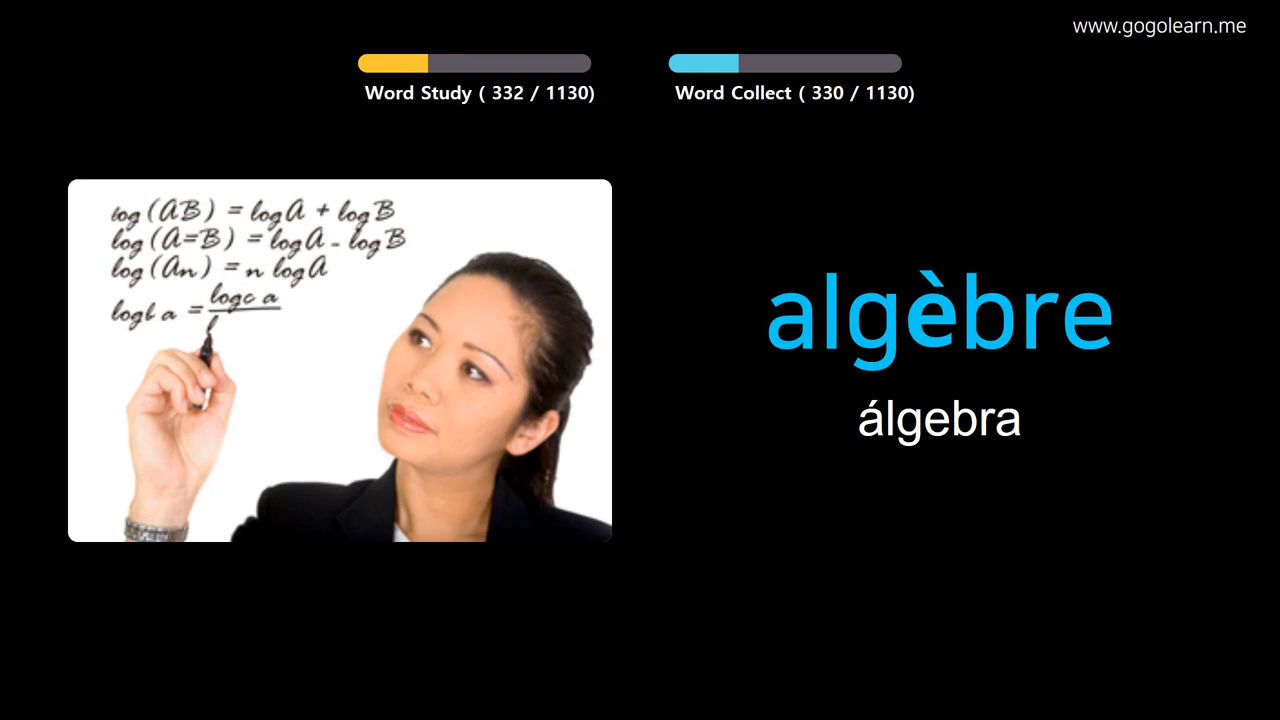 www.gogolearn.me
Word Study ( 332 / 1130)
Word Collect ( 330 / 1130)
log (AB) = log A + log B
log (A=B) = log A - log B
log (An) = n log A
logb a = logc a
algèbre
álgebra